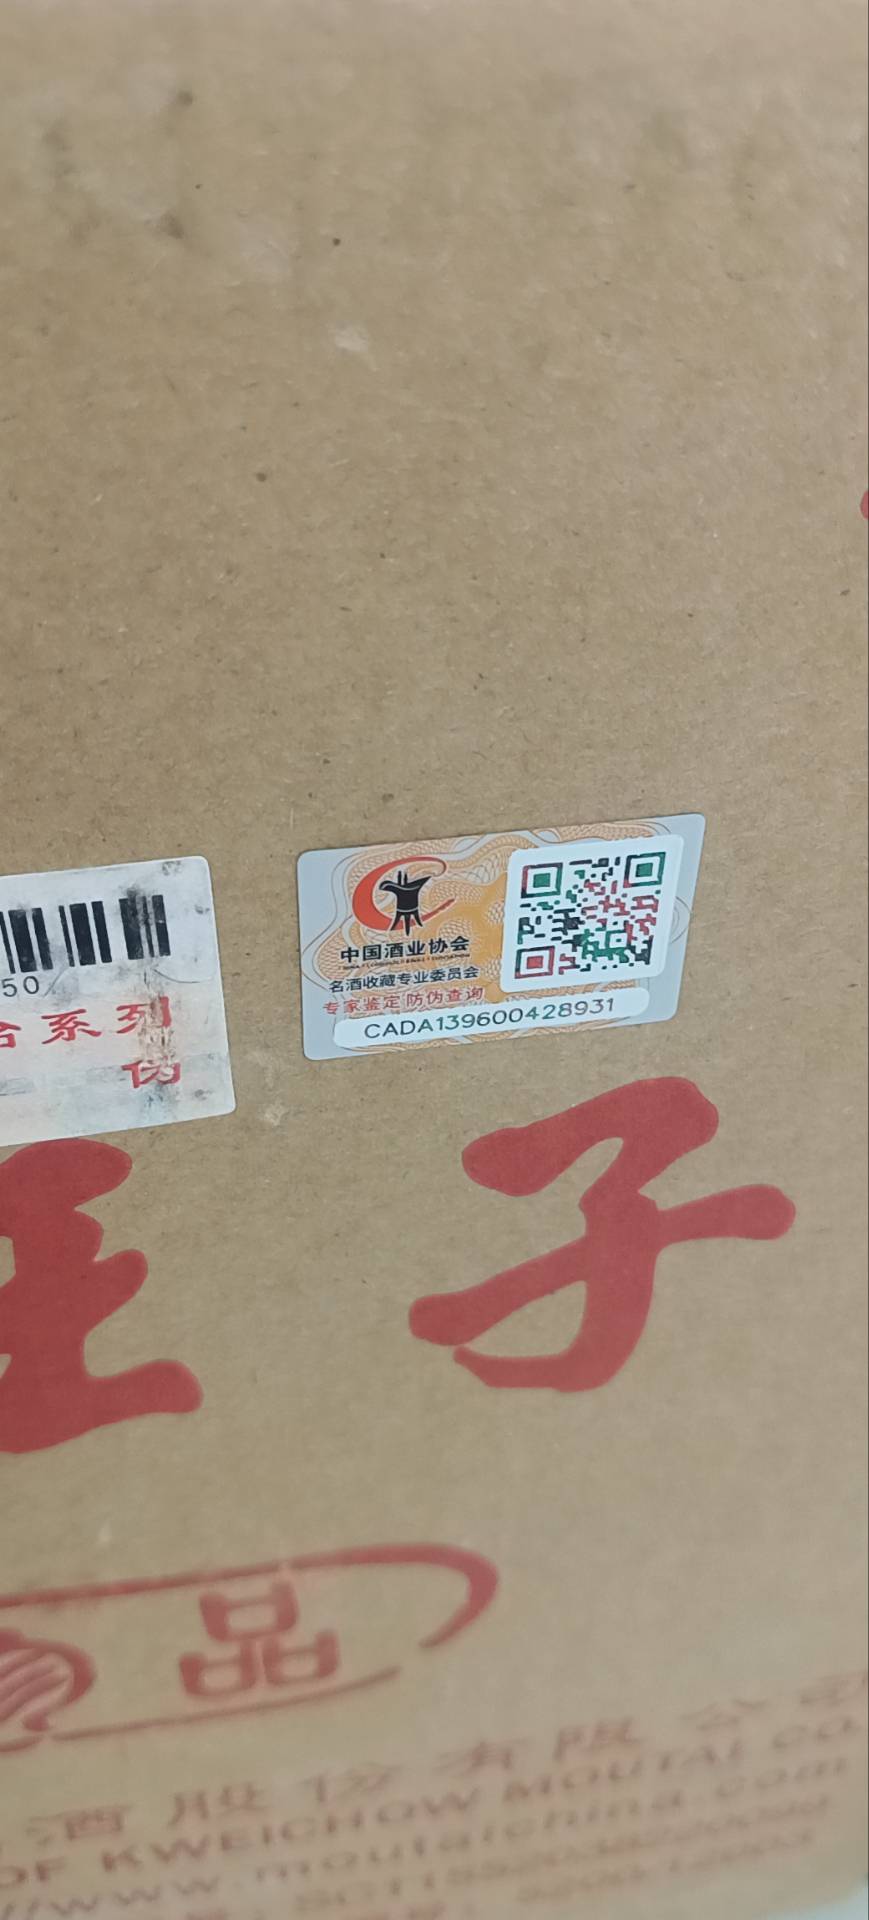 中国酒业协会
名酒收藏专业委员会
专家鉴定 防伪查询
CADA139600428931
50
合系列
伪
王子
品
酒股份有限公司
OF KWEICHOW MOUTAI CO.
//www.moutaichina.com